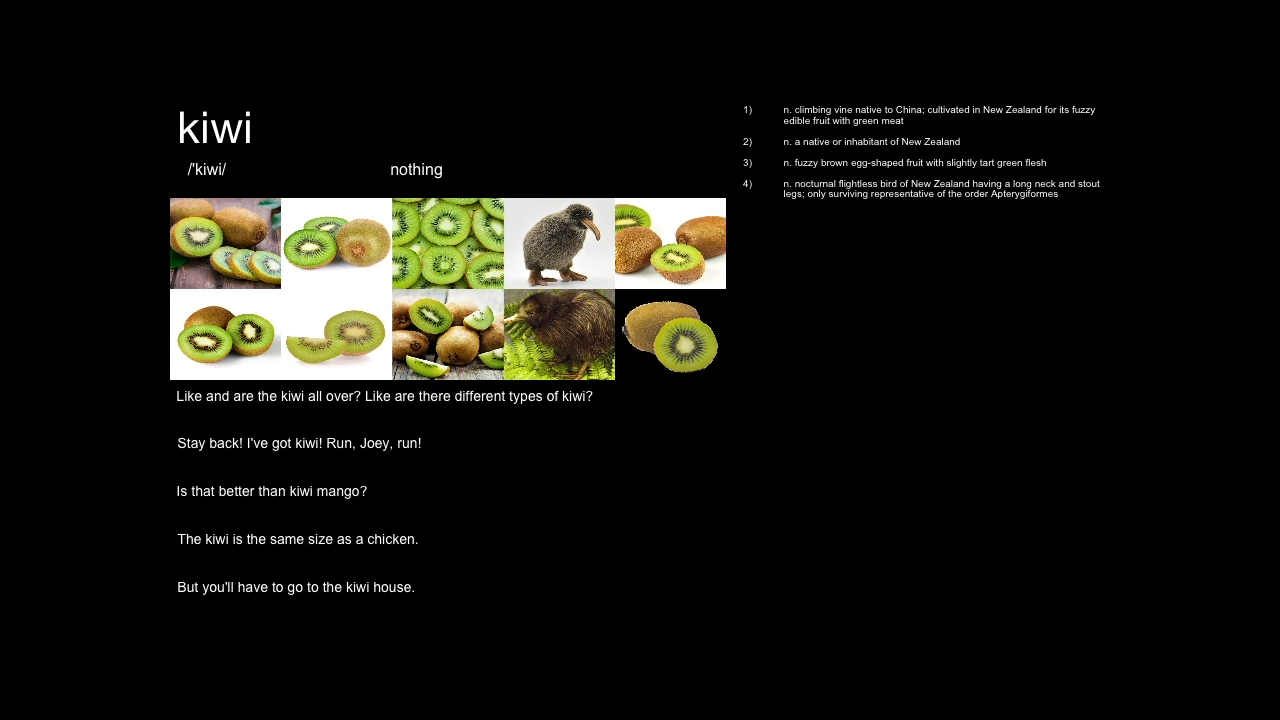 kiwi
/'kiwi/
nothing
Like and are the kiwi all over? Like are there different types of kiwi?
Stay back! I've got kiwi! Run, Joey, run!
Is that better than kiwi mango?
The kiwi is the same size as a chicken.
But you'll have to go to the kiwi house.
1) n. climbing vine native to China; cultivated in New Zealand for its fuzzy
edible fruit with green meat
2) n. a native or inhabitant of New Zealand
3) n. fuzzy brown egg-shaped fruit with slightly tart green flesh
4) n. nocturnal flightless bird of New Zealand having a long neck and stout
legs; only surviving representative of the order Apterygiformes